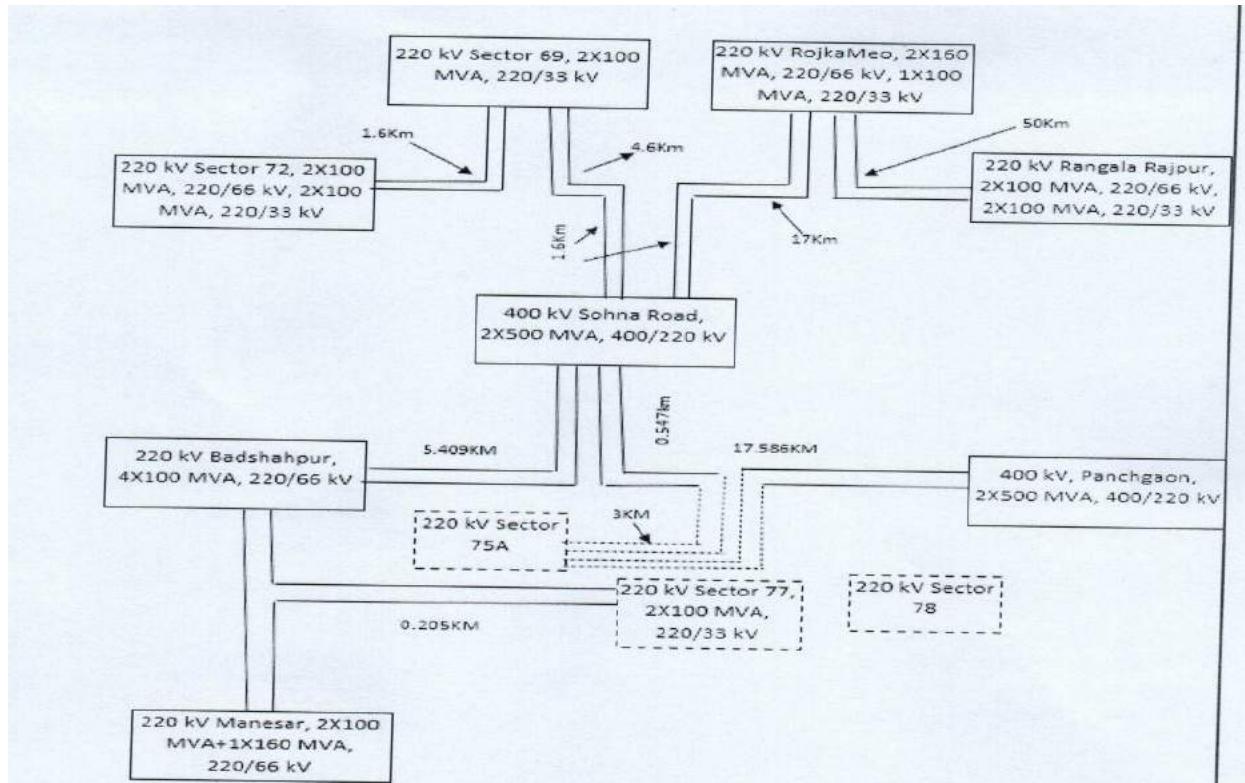 220 kV Sector 69, 2X100
MVA, 220/33 kV
220 kV RojkaMeo, 2X160
MVA, 220/66 kV, 1X100
MVA, 220/33 kV
1.6Km
4.6Km
50Km
220 kV Sector 72, 2X100
MVA, 220/66 kV, 2X100
MVA, 220/33 kV
220 kV Rangala Rajpur,
2X100 MVA, 220/66 kV,
2X100 MVA, 220/33 kV
1.6Km
17Km
400 kV Sohna Road,
2X500 MVA, 400/220 kV
0.547km
5.409KM
17.586KM
220 kV Badshahpur,
4X100 MVA, 220/66 kV
400 kV, Panchgaon,
2X500 MVA, 400/220 kV
3KM
220 kV Sector
75A
220 kV Sector 77,
2X100 MVA,
220/33 kV
220 kV Sector
78
0.205KM
220 kV Manesar, 2X100
MVA+1X160 MVA,
220/66 kV